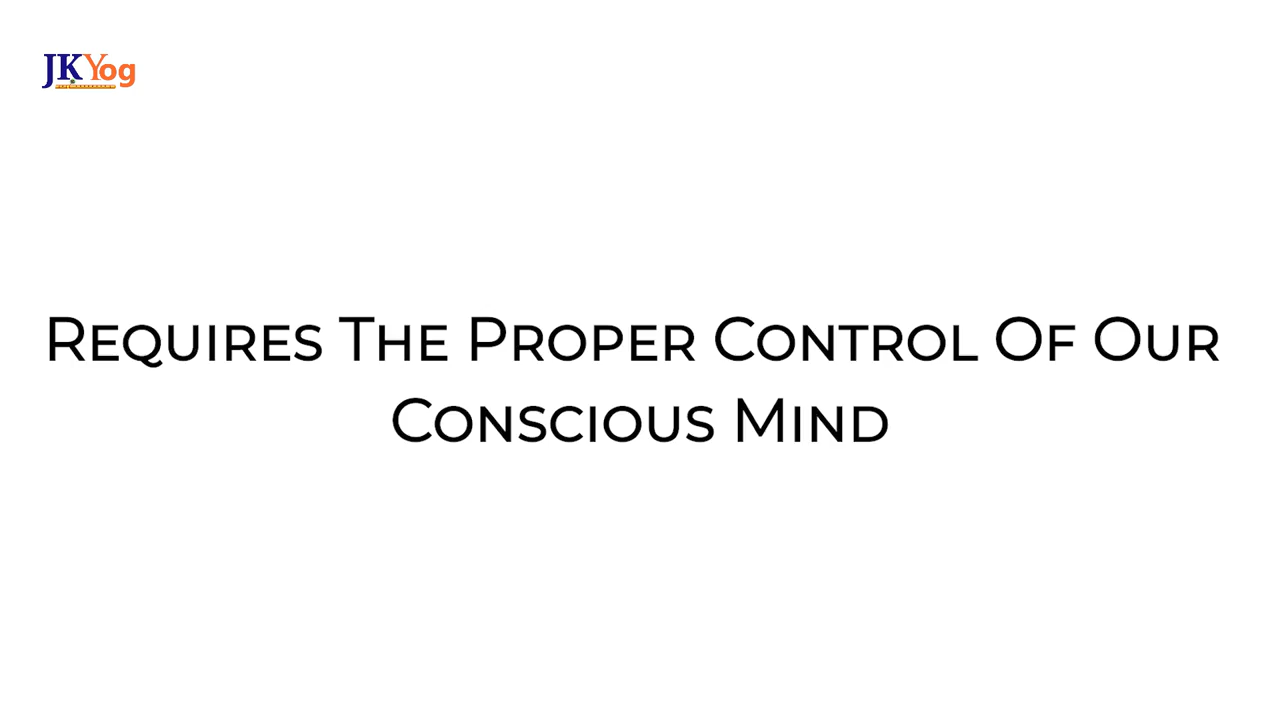 JKYog
Requires The Proper Control Of Our
Conscious Mind